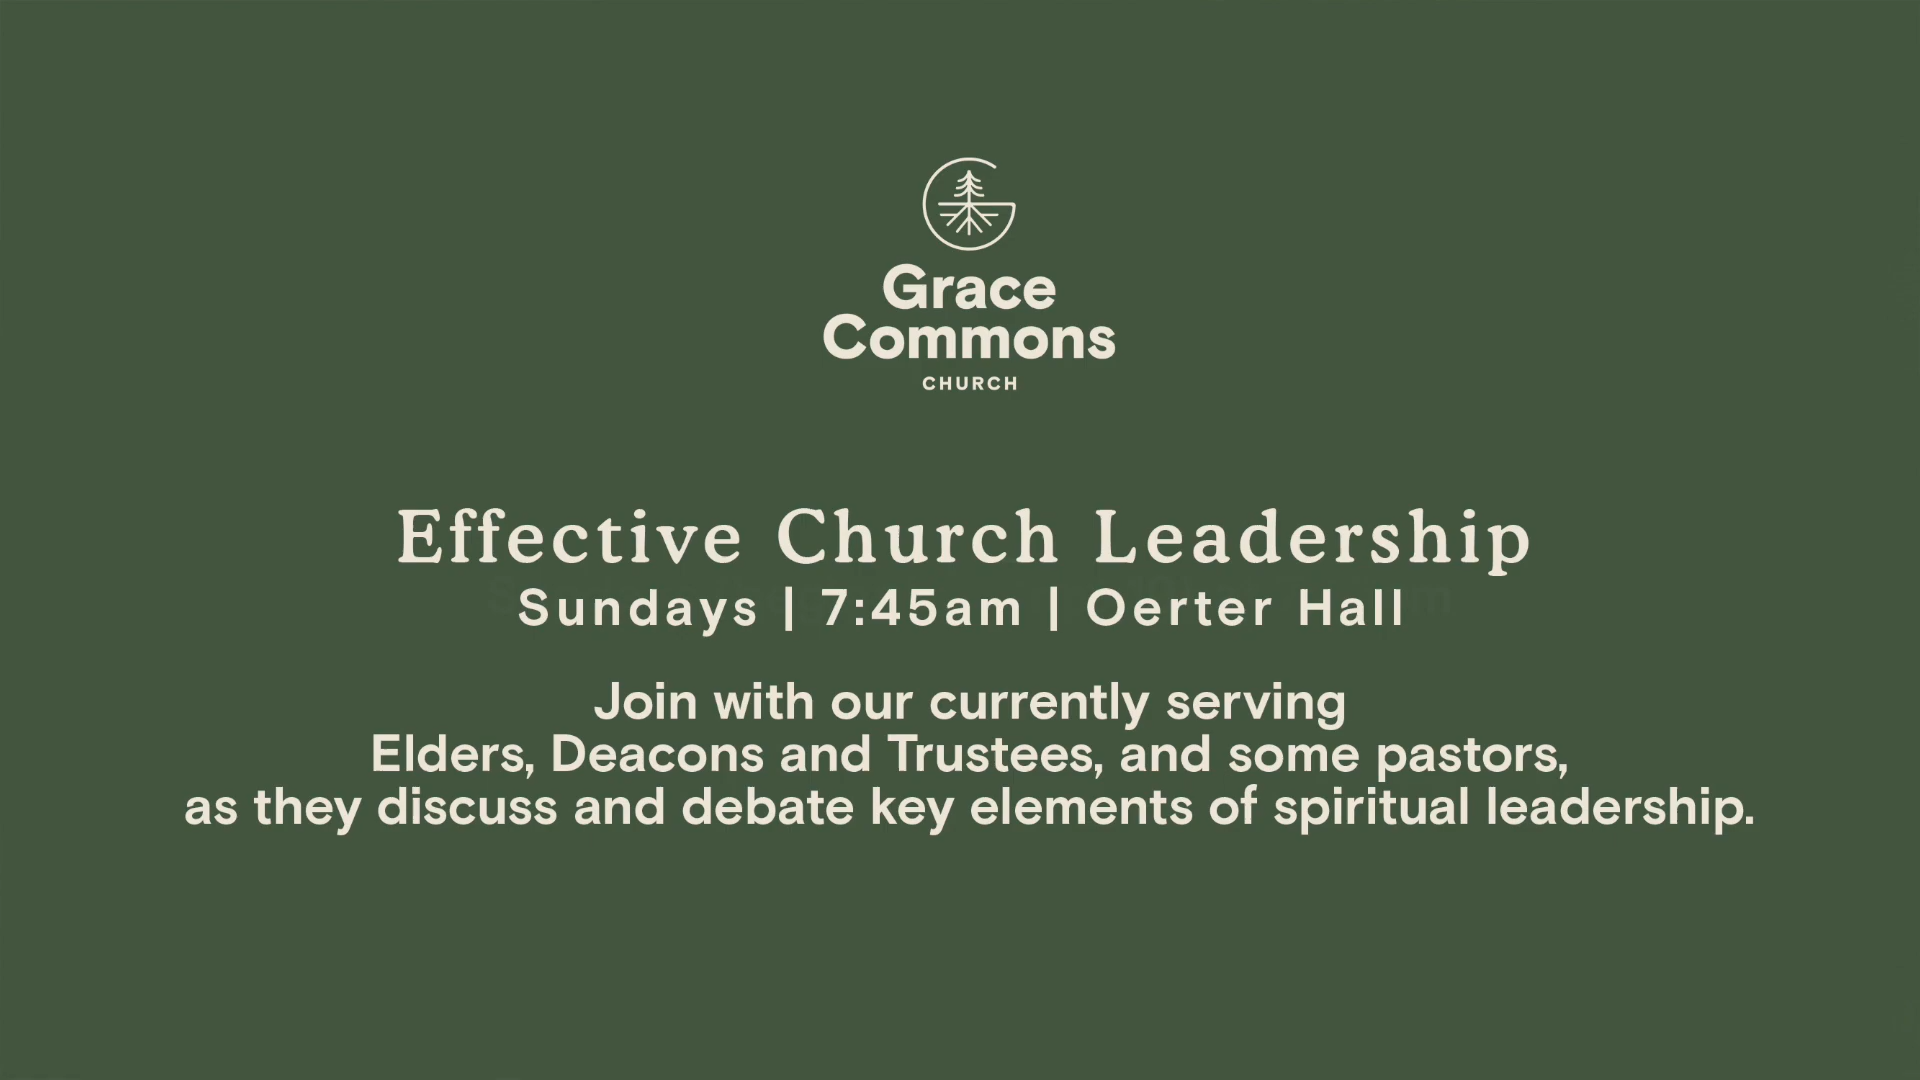 Grace
Commons
CHURCH
Effective Church Leadership
Sundays | 7:45am | Oerter Hall
Join with our currently serving
Elders, Deacons and Trustees, and some pastors,
as they discuss and debate key elements of spiritual leadership.